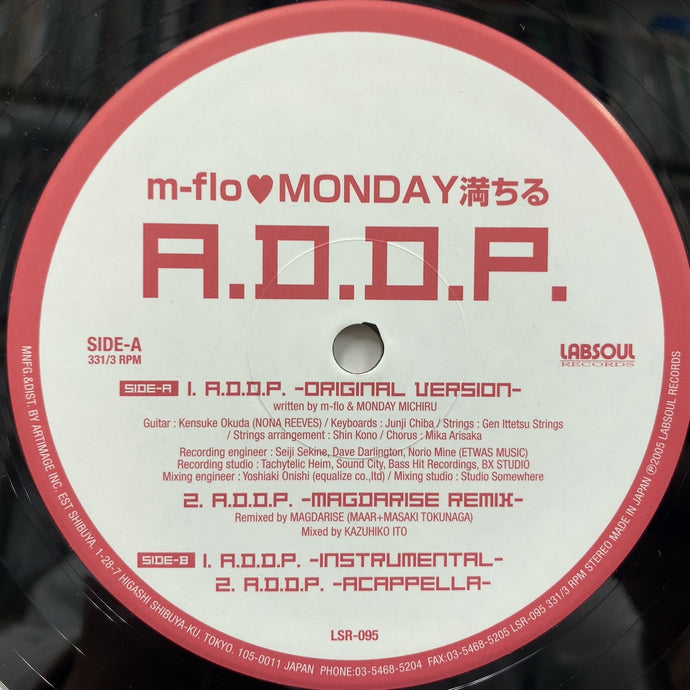 m-flo♥MONDAY満ちる
A.D.D.P.
SIDE-A
331/3 RPM
LABSOUL
RECORDS
SIDE-A 1. A.D.D.P. -ORIGINAL VERSION-
written by m-flo & MONDAY MICHIRU
Guitar : Kensuke Okuda (NONA REEVES) / Keyboards : Junji Chiba / Strings : Gen Ittetsu Strings
/ Strings arrangement : Shin Kono / Chorus : Mika Arisaka
Recording engineer : Seiji Sekine, Dave Darlington, Norio Mine (ETWAS MUSIC)
Recording studio : Tachytelic Heim, Sound City, Bass Hit Recordings, BX STUDIO
Mixing engineer : Yoshiaki Onishi (equalize co.,ltd) / Mixing studio : Studio Somewhere
2. A.D.D.P. -MAGDARISE REMIX-
Remixed by MAGDARISE (MAAR+MASAKI TOKUNAGA)
Mixed by KAZUHIKO ITO
SIDE-B 1. A.D.D.P. -INSTRUMENTAL-
2. A.D.D.P. -ACAPPELLA-
LSR-095
MNFG.&DIST. BY ARTIMAGE INC. EST SHIBUYA. 1-28-7 HIGASHI SHIBUYA-KU. TOKYO. 105-0011 JAPAN PHONE:03-5468-5204 FAX:03-5468-5205 LSR-095 331/3 RPM STEREO MADE IN JAPAN ℗2005 LABSOUL RECORDS